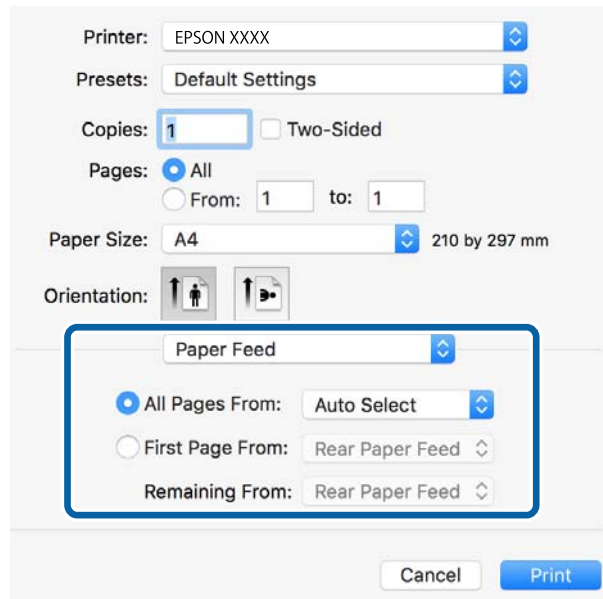 Printer: EPSON XXXX
Presets: Default Settings
Copies: 1 Two-Sided
Pages: All
From: 1 to: 1
Paper Size: A4 210 by 297 mm
Orientation:
Paper Feed
All Pages From: Auto Select
First Page From: Rear Paper Feed
Remaining From: Rear Paper Feed
Cancel Print